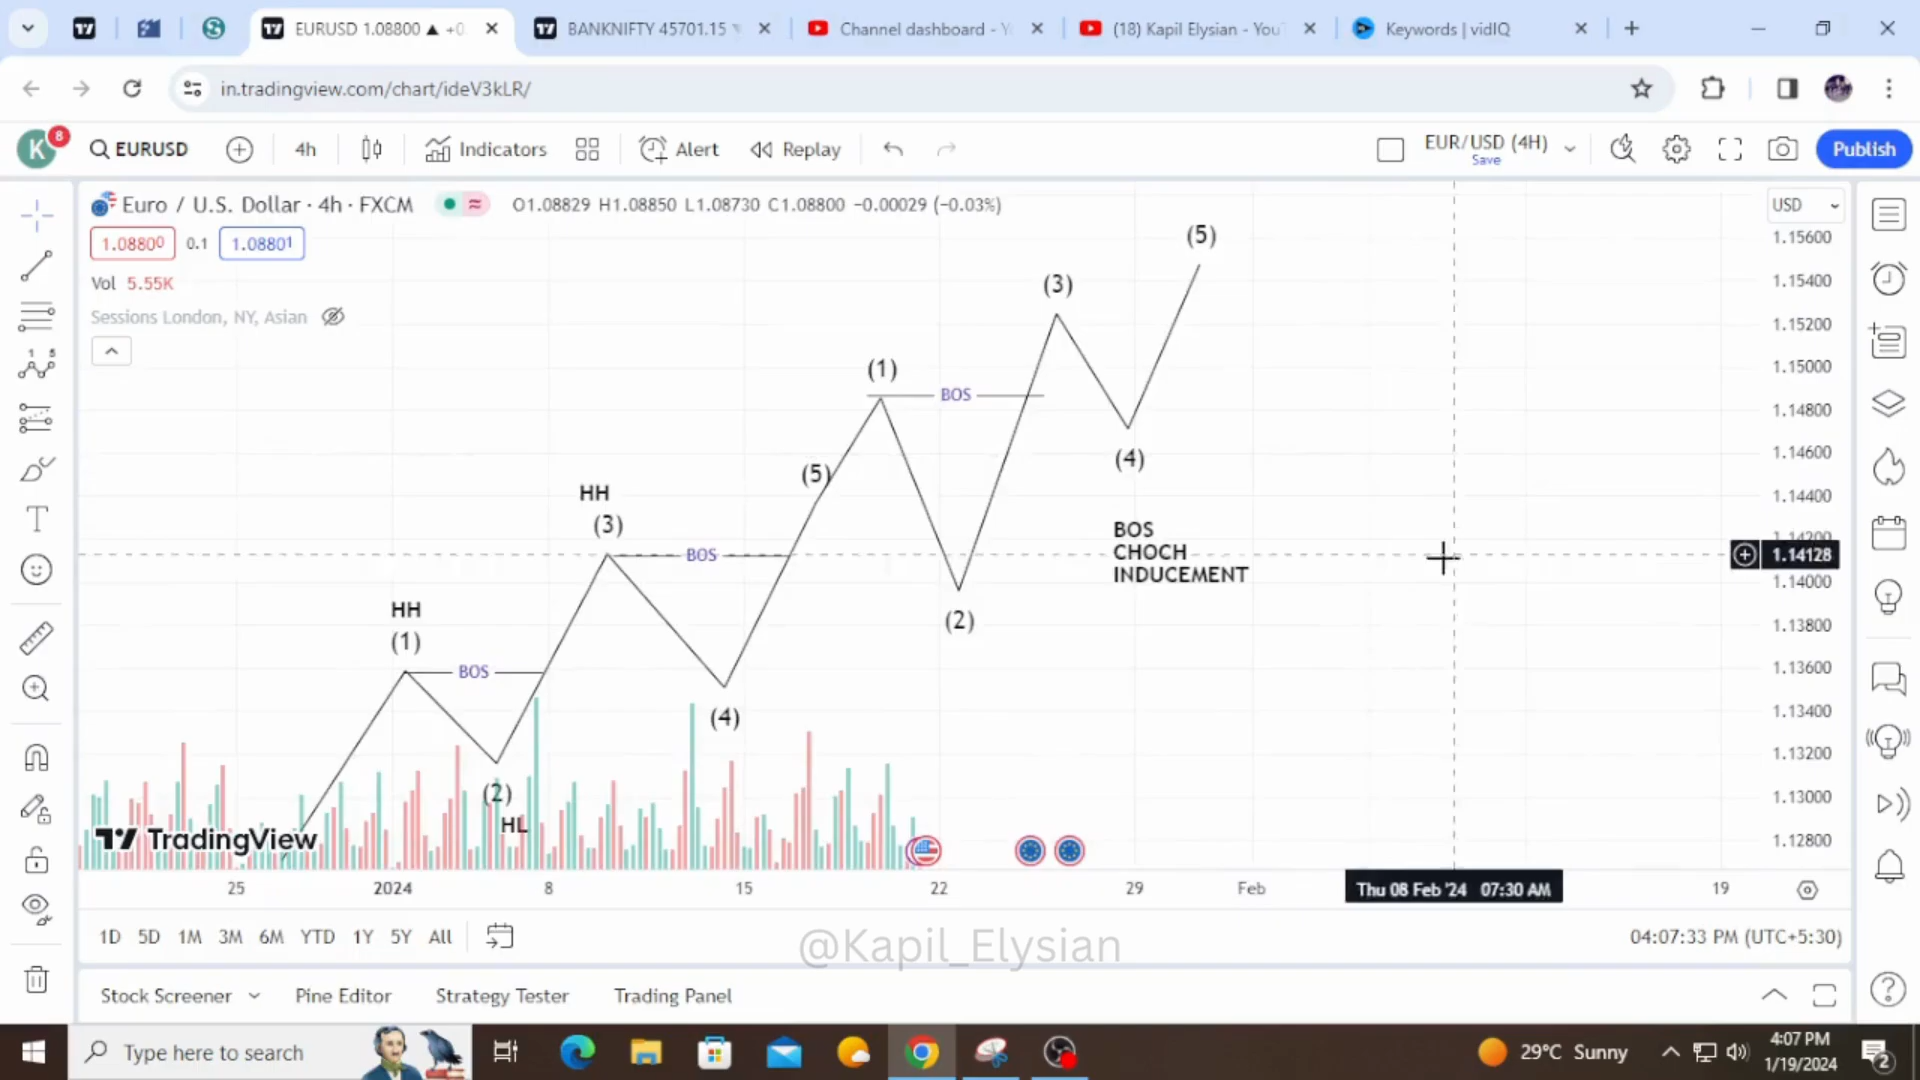 EURUSD 1.08800 ▲ +0
BANKNIFTY 45701.15 ▼
Channel dashboard - Y
(18) Kapil Elysian - YouT
Keywords | vidIQ
in.tradingview.com/chart/ideV3kLR/
K
8
EURUSD
4h
Indicators
Alert
Replay
EUR/USD (4H)
Save
Publish
Euro / U.S. Dollar · 4h · FXCM
O1.08829 H1.08850 L1.08730 C1.08800 −0.00029 (−0.03%)
USD
1.08800
0.1
1.08801
Vol 5.55K
Sessions London, NY, Asian
(5)
(3)
(1)
BOS
(5)
(4)
HH
(3)
BOS
BOS
CHOCH
INDUCEMENT
HH
(1)
(2)
BOS
(4)
(2)
HL
1.15600
1.15400
1.15200
1.15000
1.14800
1.14600
1.14400
1.14200
1.14128
1.14000
1.13800
1.13600
1.13400
1.13200
1.13000
1.12800
TradingView
25
2024
8
15
22
29
Feb
Thu 08 Feb '24 07:30 AM
19
1D 5D 1M 3M 6M YTD 1Y 5Y All
@Kapil_Elysian
04:07:33 PM (UTC+5:30)
Stock Screener
Pine Editor
Strategy Tester
Trading Panel
Type here to search
29°C Sunny
4:07 PM
1/19/2024
2